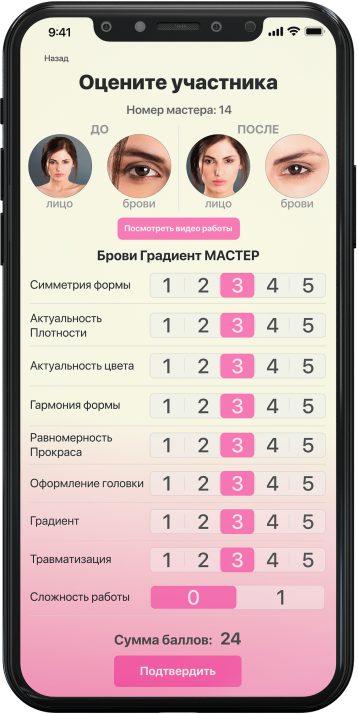 9:41
Назад
Оцените участника
Номер мастера: 14
ДО ПОСЛЕ
лицо брови лицо брови
Посмотреть видео работы
Брови Градиент МАСТЕР
Симметрия формы 1 2 3 4 5
Актуальность
Плотности 1 2 3 4 5
Актуальность цвета 1 2 3 4 5
Гармония формы 1 2 3 4 5
Равномерность
Прокраса 1 2 3 4 5
Оформление головки 1 2 3 4 5
Градиент 1 2 3 4 5
Травматизация 1 2 3 4 5
Сложность работы 0 1
Сумма баллов: 24
Подтвердить